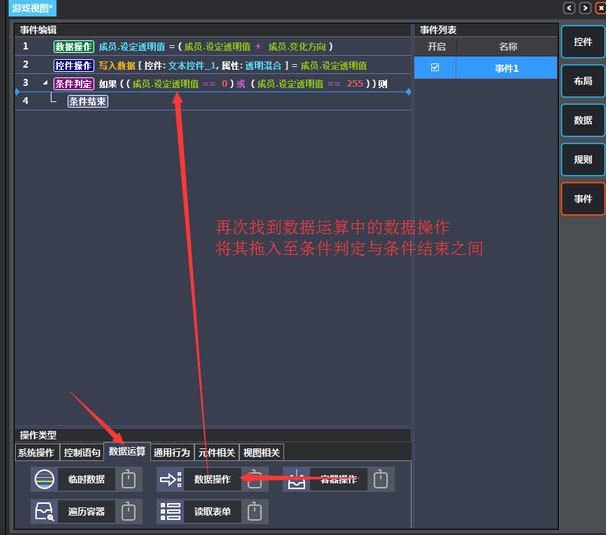 游戏视图*
事件编辑
1 数据操作 成员.设定透明值 = ( 成员.设定透明值 + 成员.变化方向 )
2 控件操作 写入数据 [ 控件: 文本控件_1, 属性: 透明混合 ] = 成员.设定透明值
3 条件判定 如果 ( ( 成员.设定透明值 == 0 ) 或 ( 成员.设定透明值 == 255 ) ) 则
4 条件结束
再次找到数据运算中的数据操作
将其拖入至条件判定与条件结束之间
事件列表
开启 名称
事件1
控件
布局
数据
规则
事件
操作类型
系统操作 控制语句 数据运算 通用行为 元件相关 视图相关
临时数据 数据操作 容器操作
遍历容器 读取表单